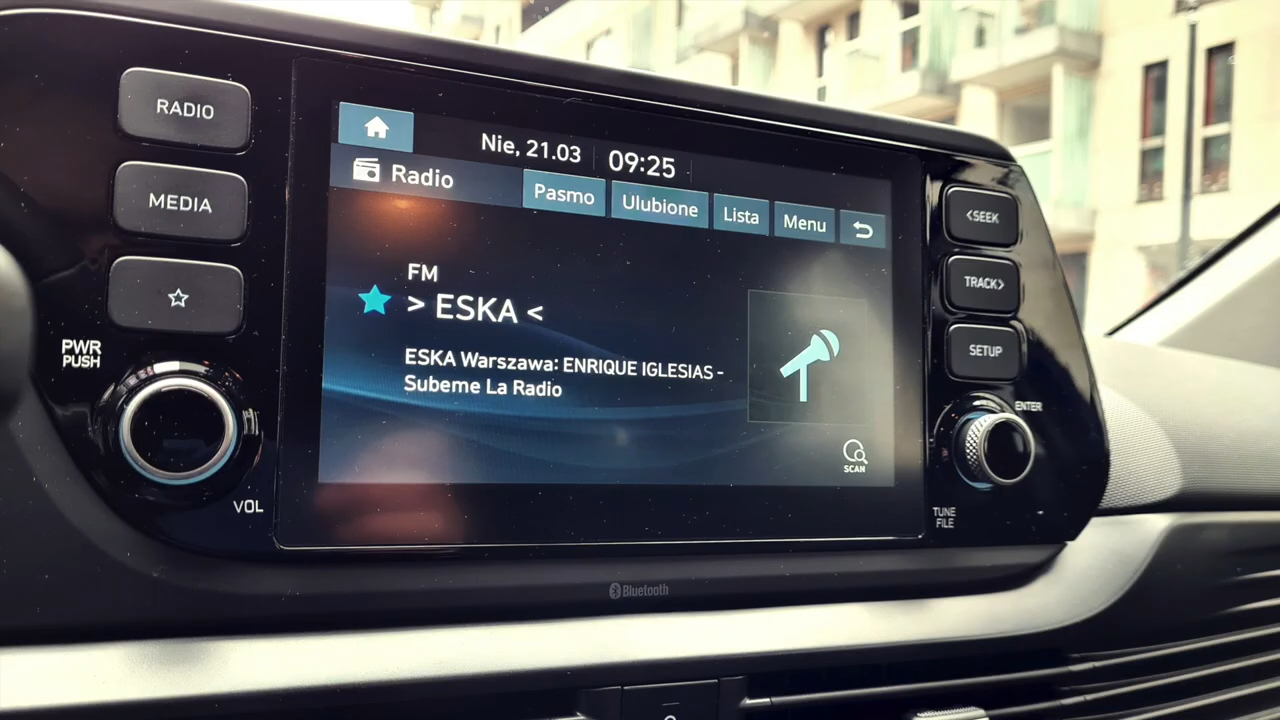 RADIO
MEDIA
PWR
PUSH
VOL
Nie, 21.03 09:25
Radio Pasmo Ulubione Lista Menu
FM
> ESKA <
ESKA Warszawa: ENRIQUE IGLESIAS -
Subeme La Radio
SCAN
<SEEK
TRACK>
SETUP
ENTER
TUNE
FILE
Bluetooth